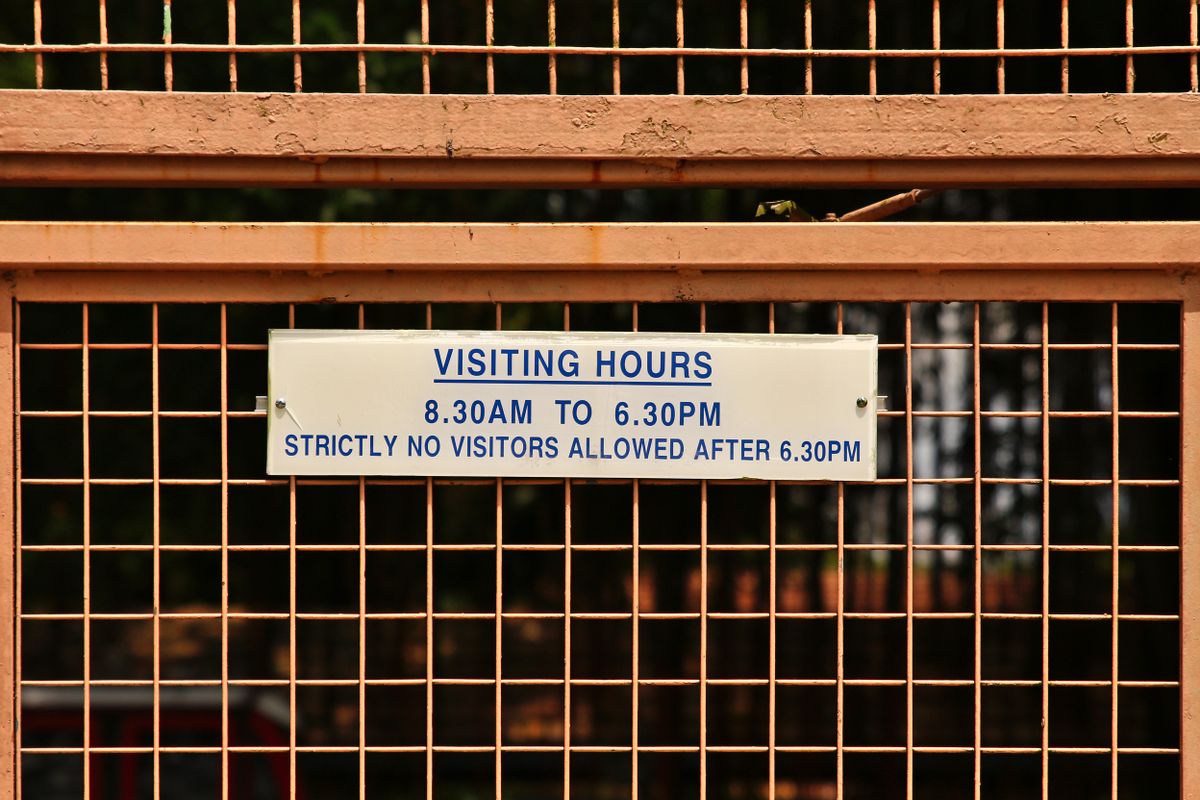 VISITING HOURS
8.30AM TO 6.30PM
STRICTLY NO VISITORS ALLOWED AFTER 6.30PM